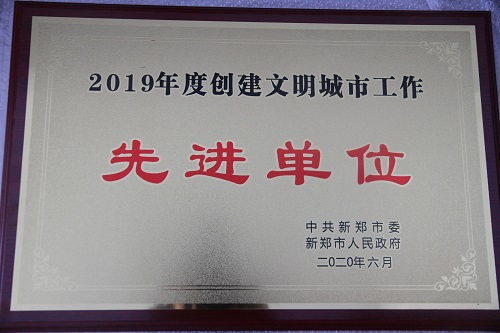 2019年度创建文明城市工作
先进单位
中共新郑市委
新郑市人民政府
二〇二〇年六月